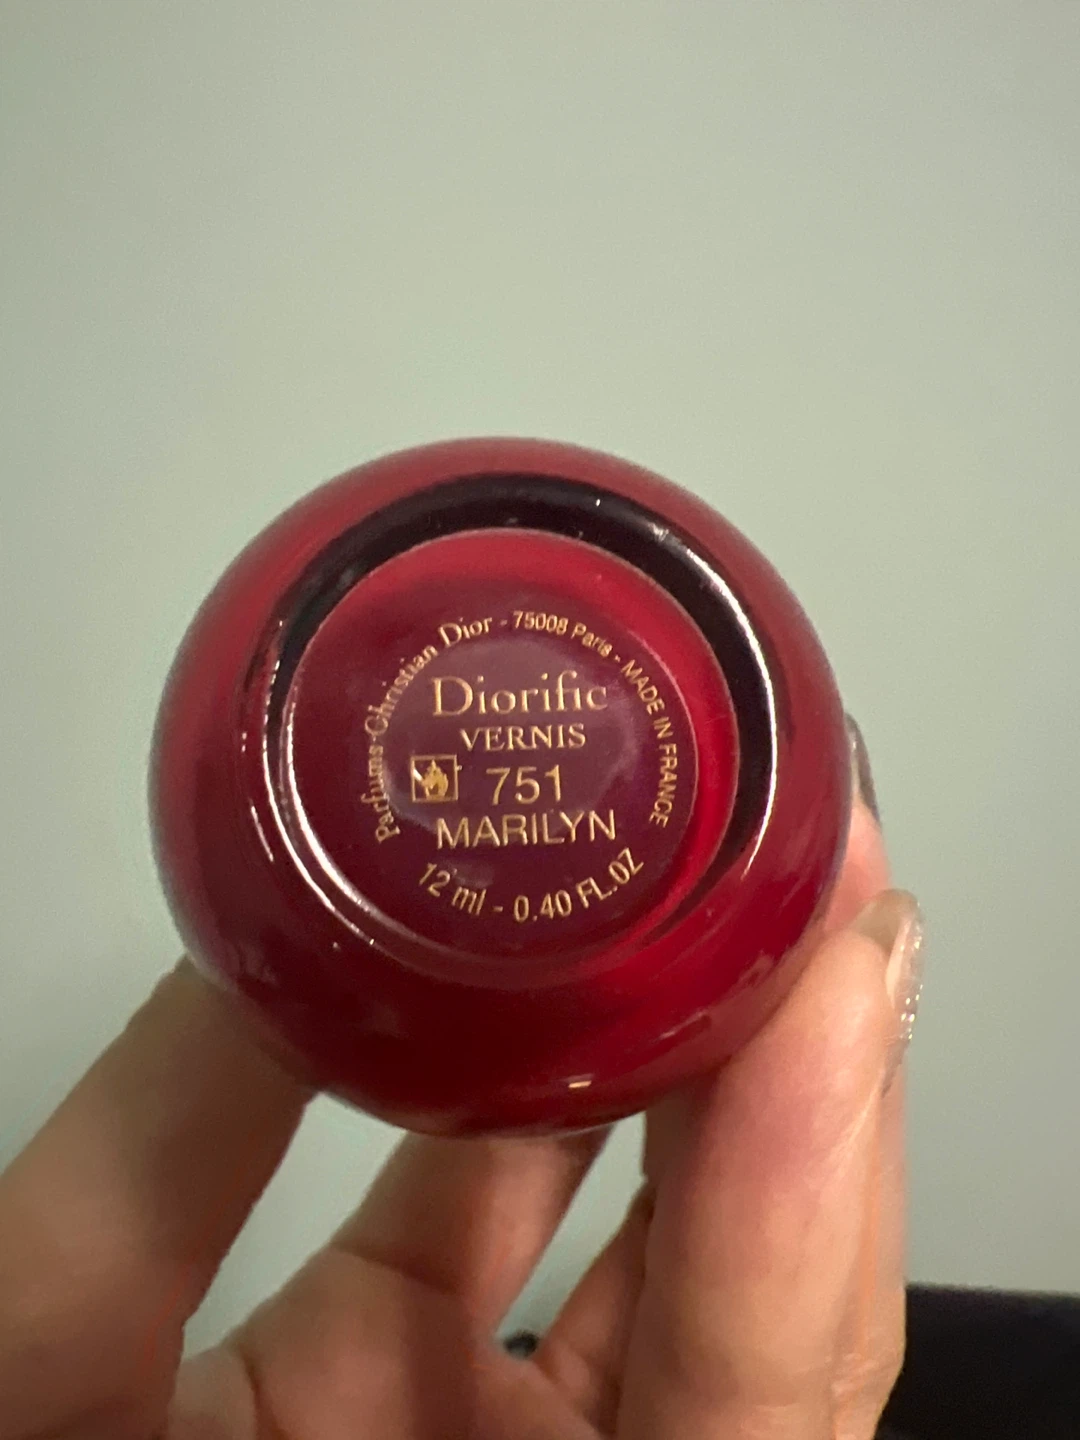 Parfums Christian Dior - 75008 Paris - MADE IN FRANCE
Diorific
VERNIS
751
MARILYN
12 ml - 0.40 FL.OZ